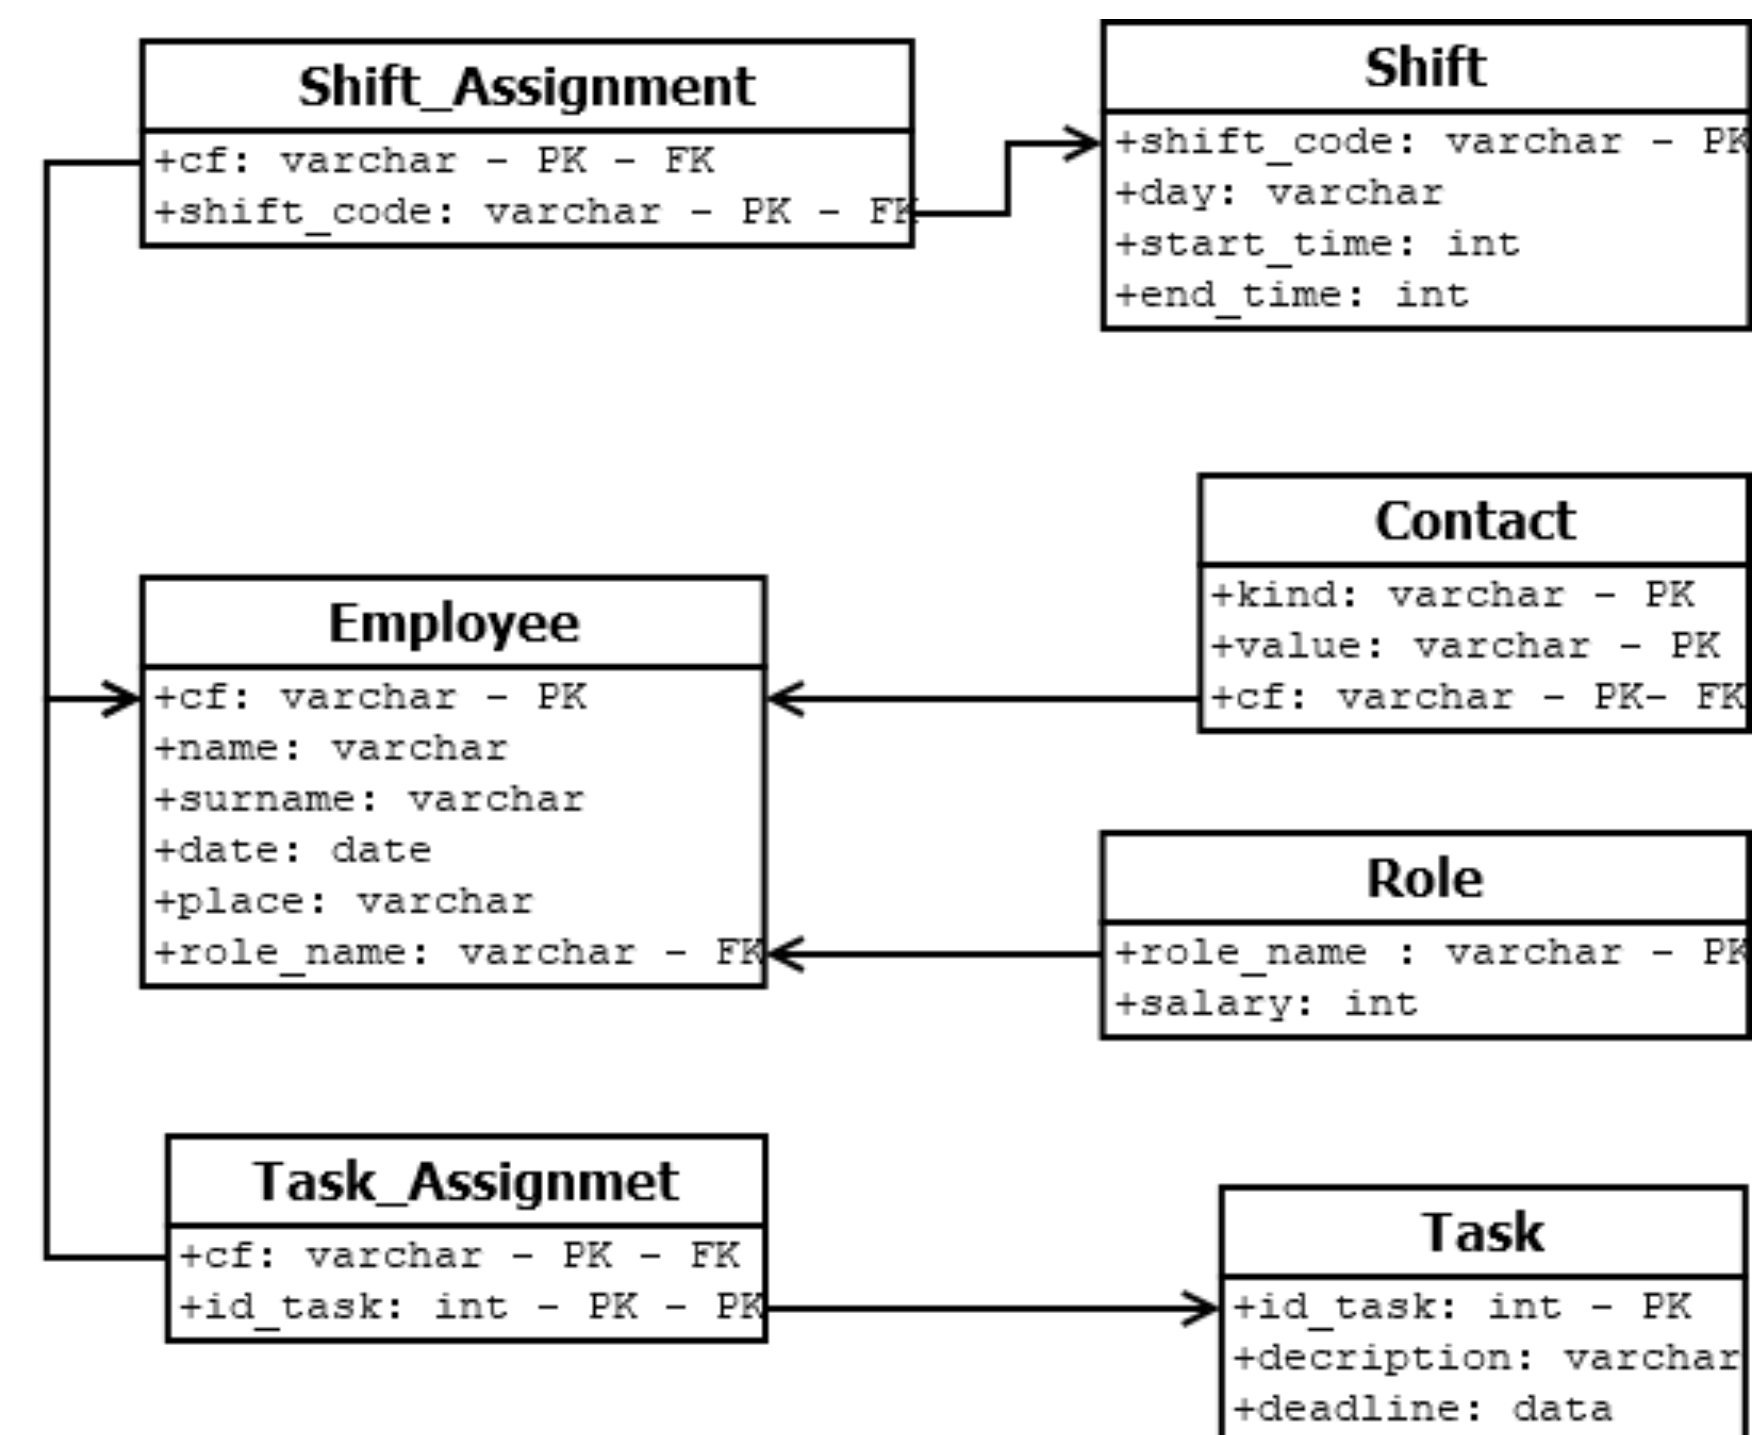 Shift_Assignment
+cf: varchar - PK - FK
+shift_code: varchar - PK - FK
Shift
+shift_code: varchar - PK
+day: varchar
+start_time: int
+end_time: int
Contact
+kind: varchar - PK
+value: varchar - PK
+cf: varchar - PK- FK
Employee
+cf: varchar - PK
+name: varchar
+surname: varchar
+date: date
+place: varchar
+role_name: varchar - FK
Role
+role_name : varchar - PK
+salary: int
Task_Assignmet
+cf: varchar - PK - FK
+id_task: int - PK - PK
Task
+id_task: int - PK
+decription: varchar
+deadline: data